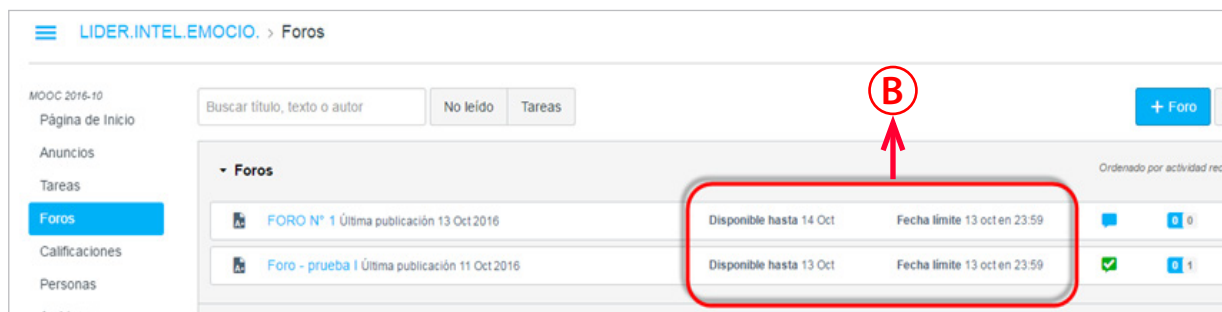 LIDER.INTEL.EMOCIO. > Foros
MOOC 2016-10
Página de Inicio
Anuncios
Tareas
Foros
Calificaciones
Personas
Buscar título, texto o autor
No leído Tareas
B
+ Foro
Foros
Ordenado por actividad rec
FORO N° 1 Última publicación 13 Oct 2016 Disponible hasta 14 Oct Fecha límite 13 oct en 23:59 0 0
Foro - prueba I Última publicación 11 Oct 2016 Disponible hasta 13 Oct Fecha límite 13 oct en 23:59 0 1